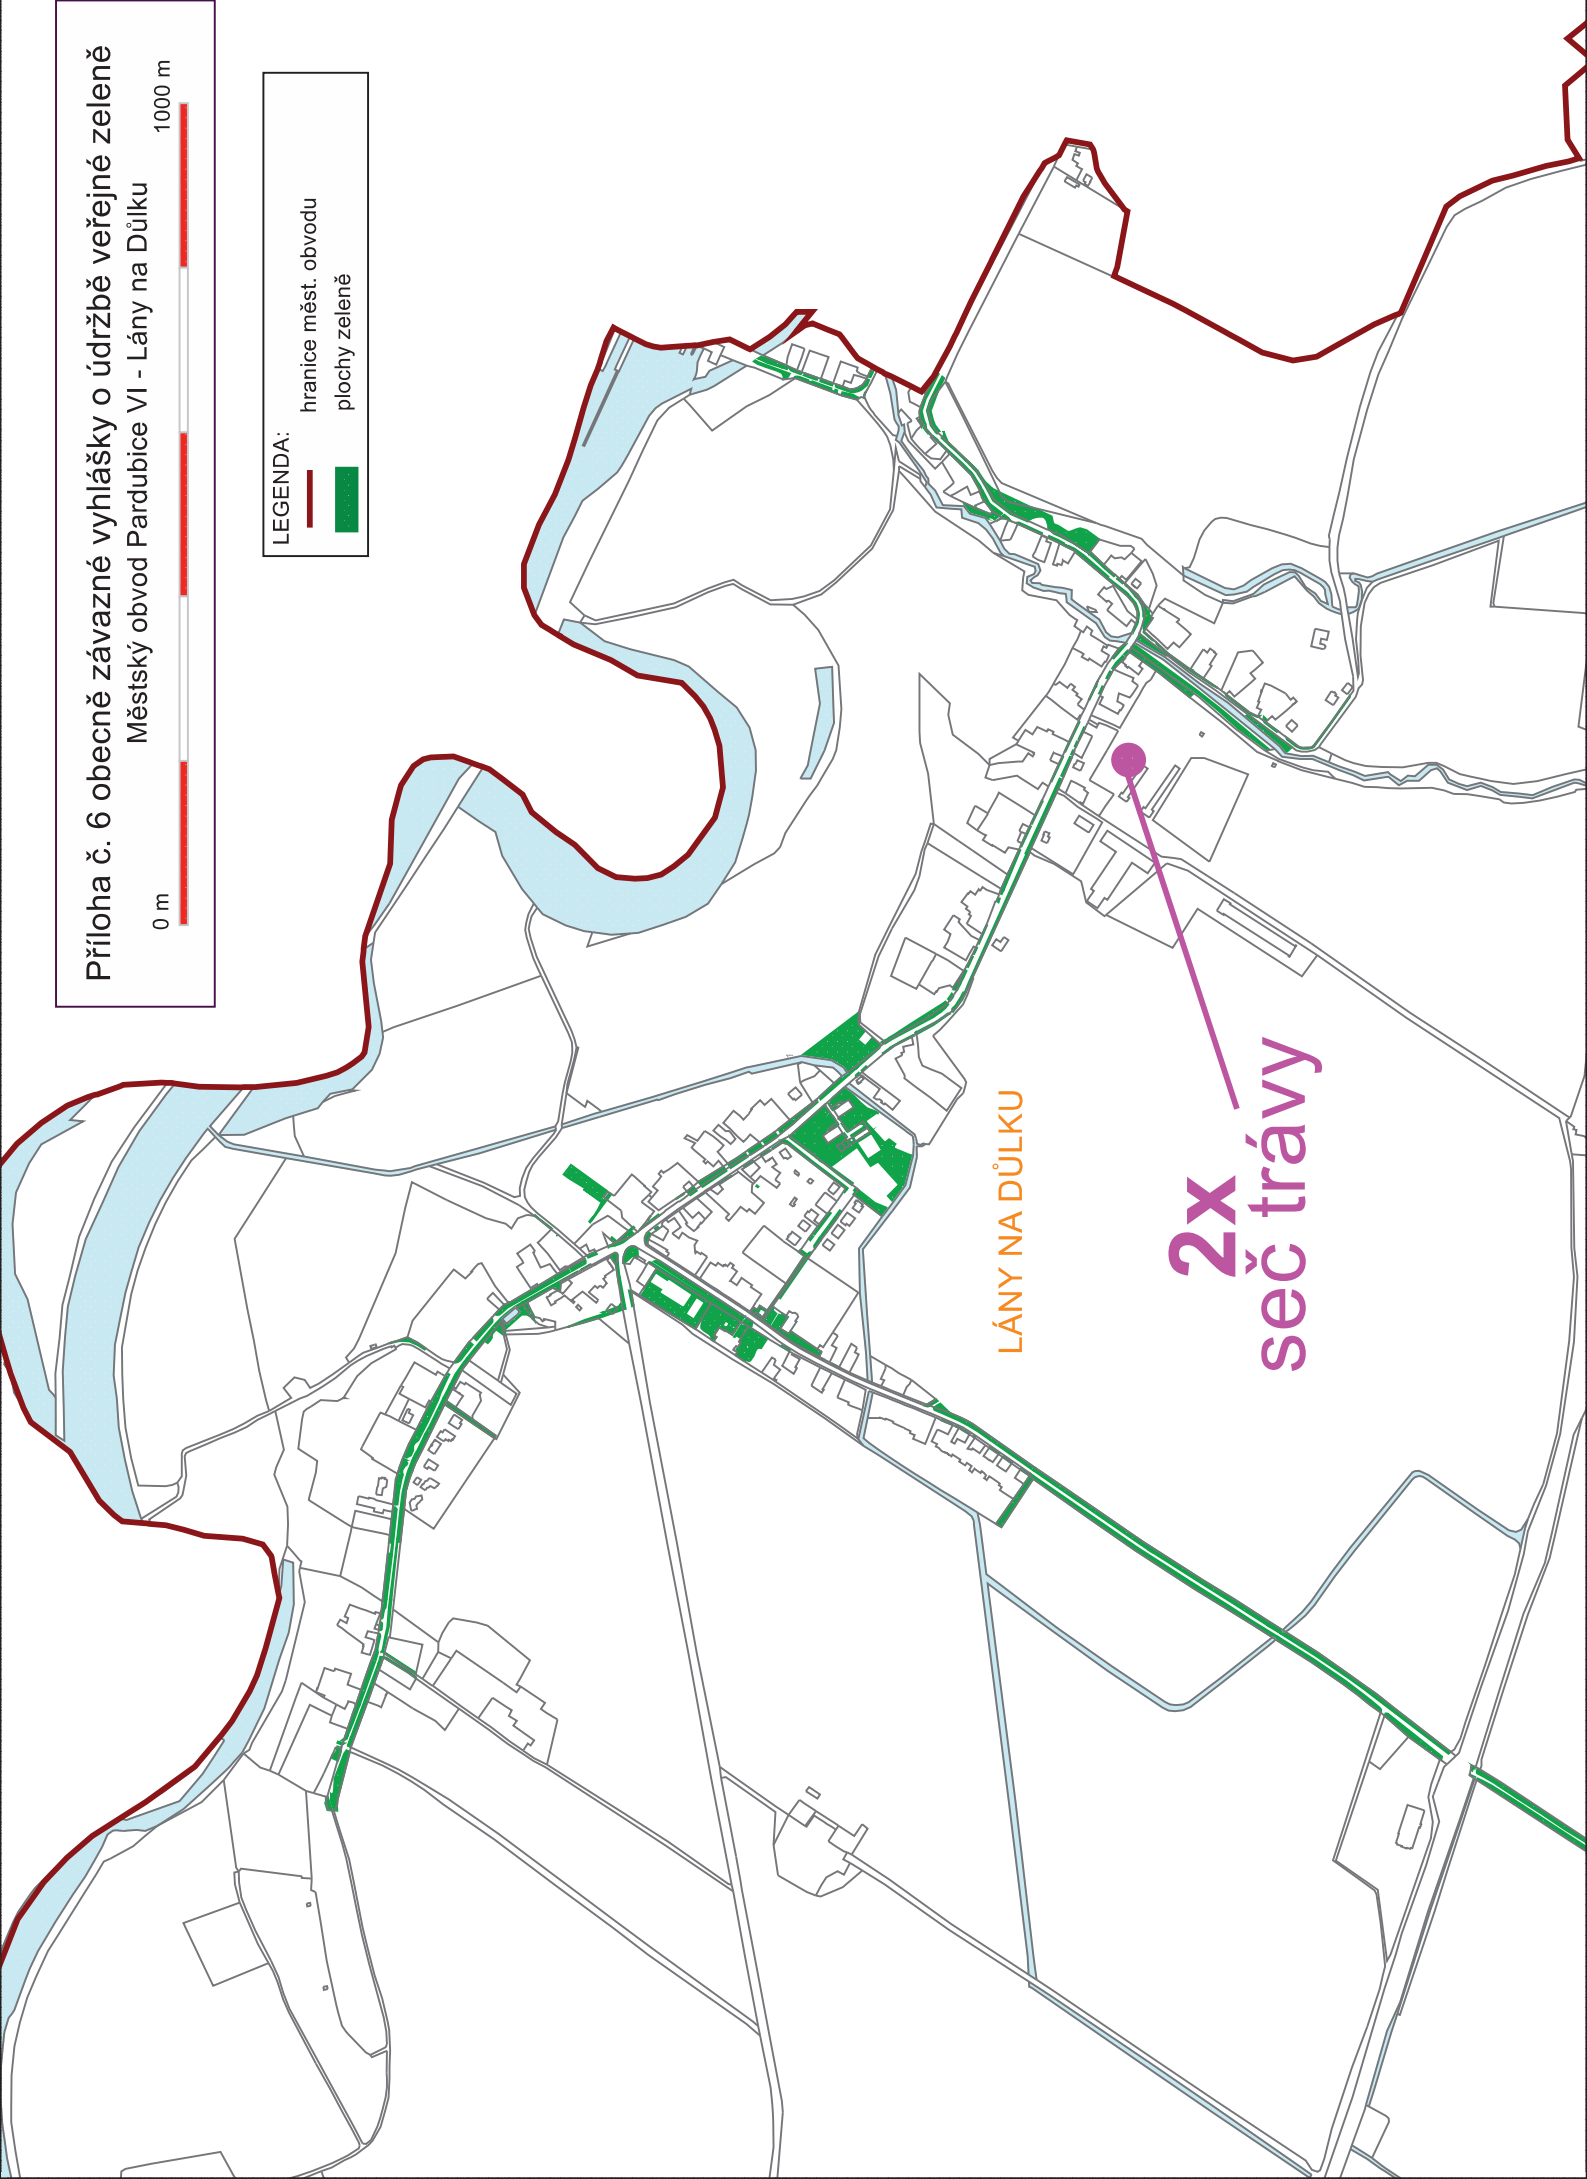 Příloha č. 6 obecně závazné vyhlášky o údržbě veřejné zeleně
Městský obvod Pardubice VI - Lány na Důlku
0 m
1000 m
LEGENDA:
hranice měst. obvodu
plochy zeleně
LÁNY NA DŮLKU
2x
seč trávy